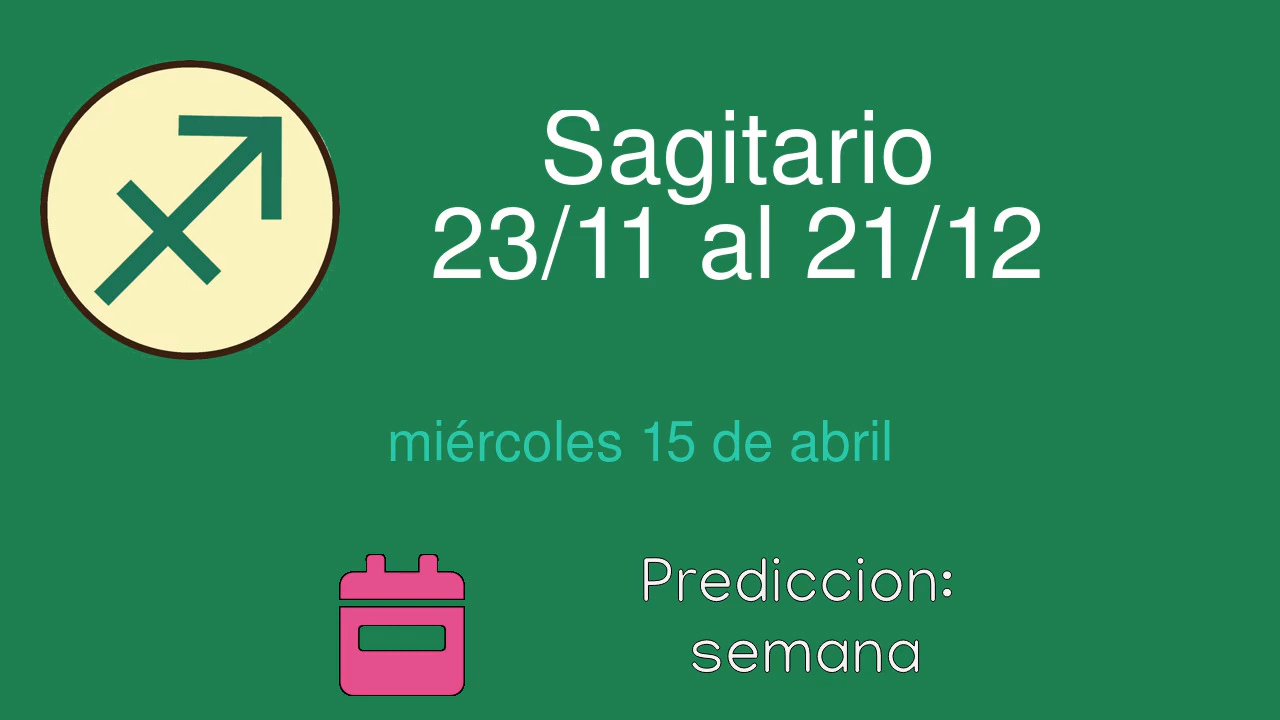 Sagitario
23/11 al 21/12
miércoles 15 de abril
Prediccion:
semana